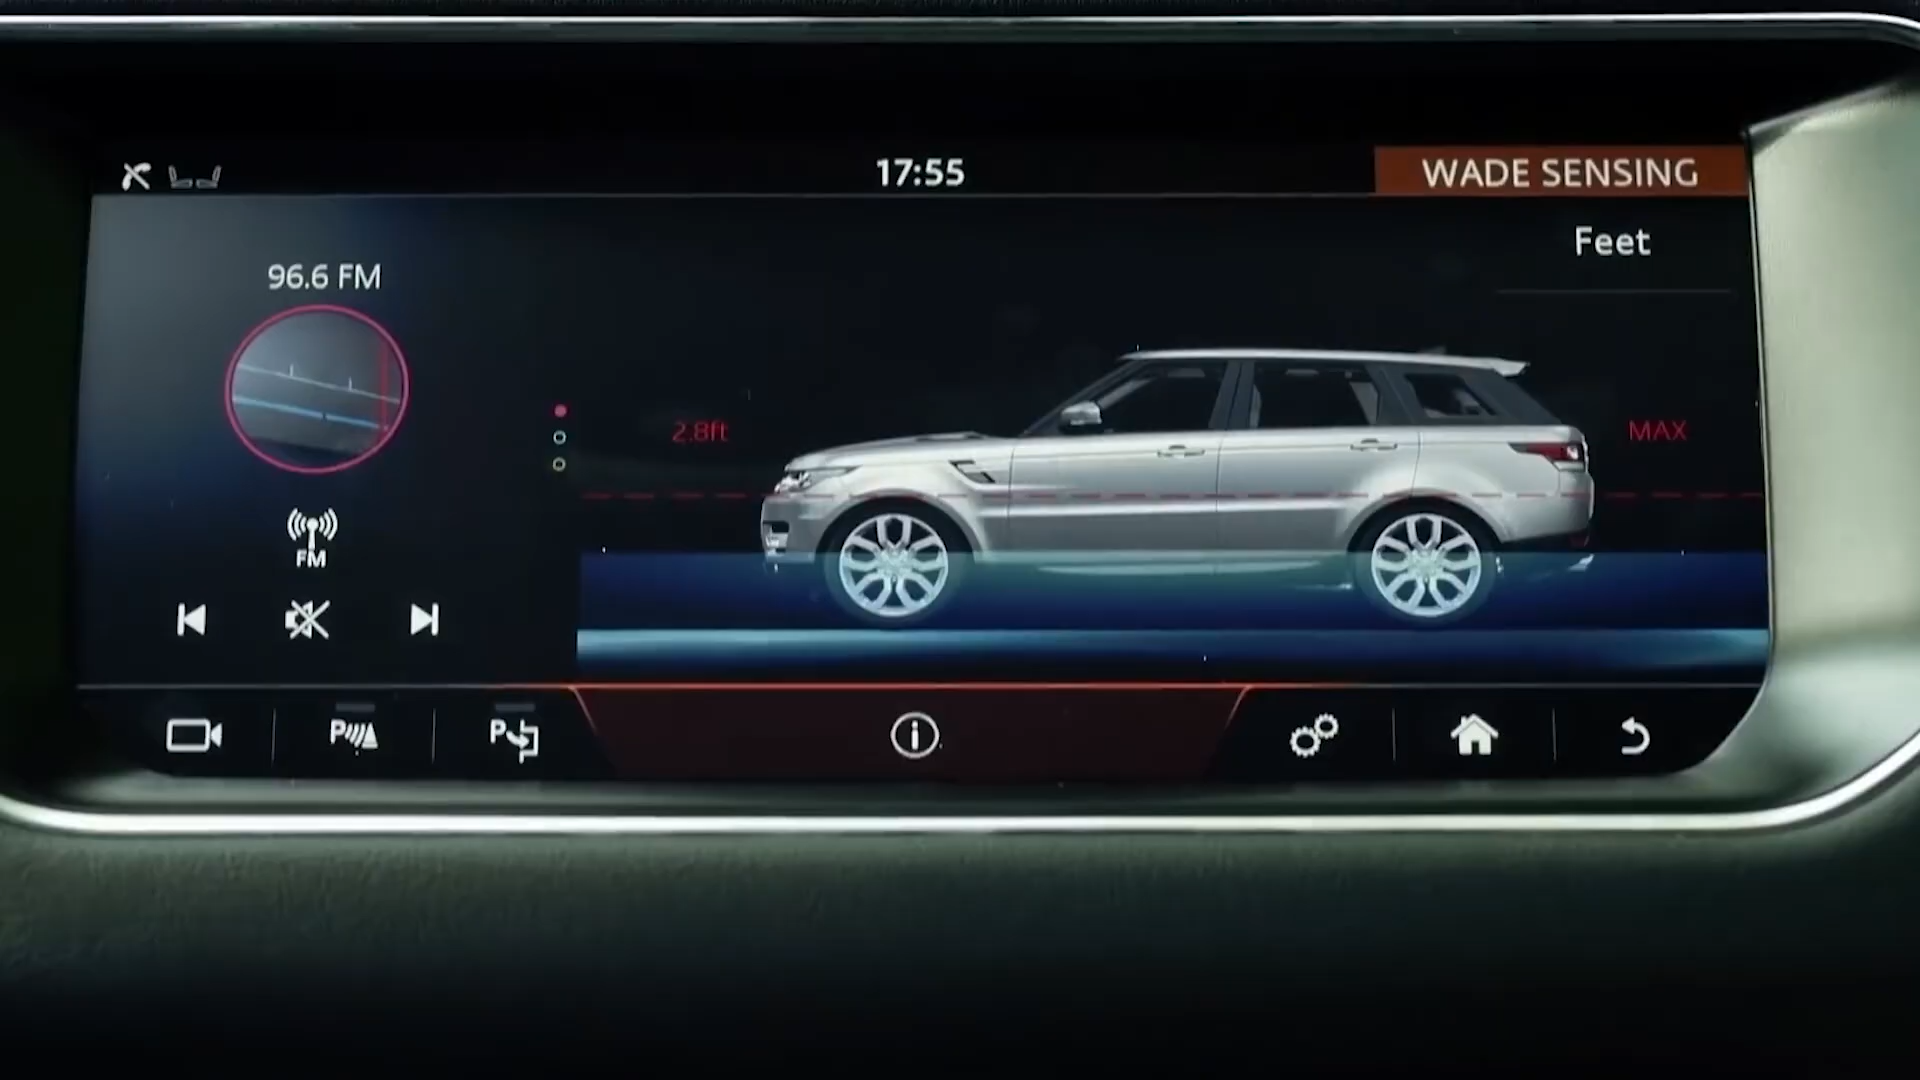 17:55
WADE SENSING
Feet
96.6 FM
2.8ft
MAX
FM
P
P